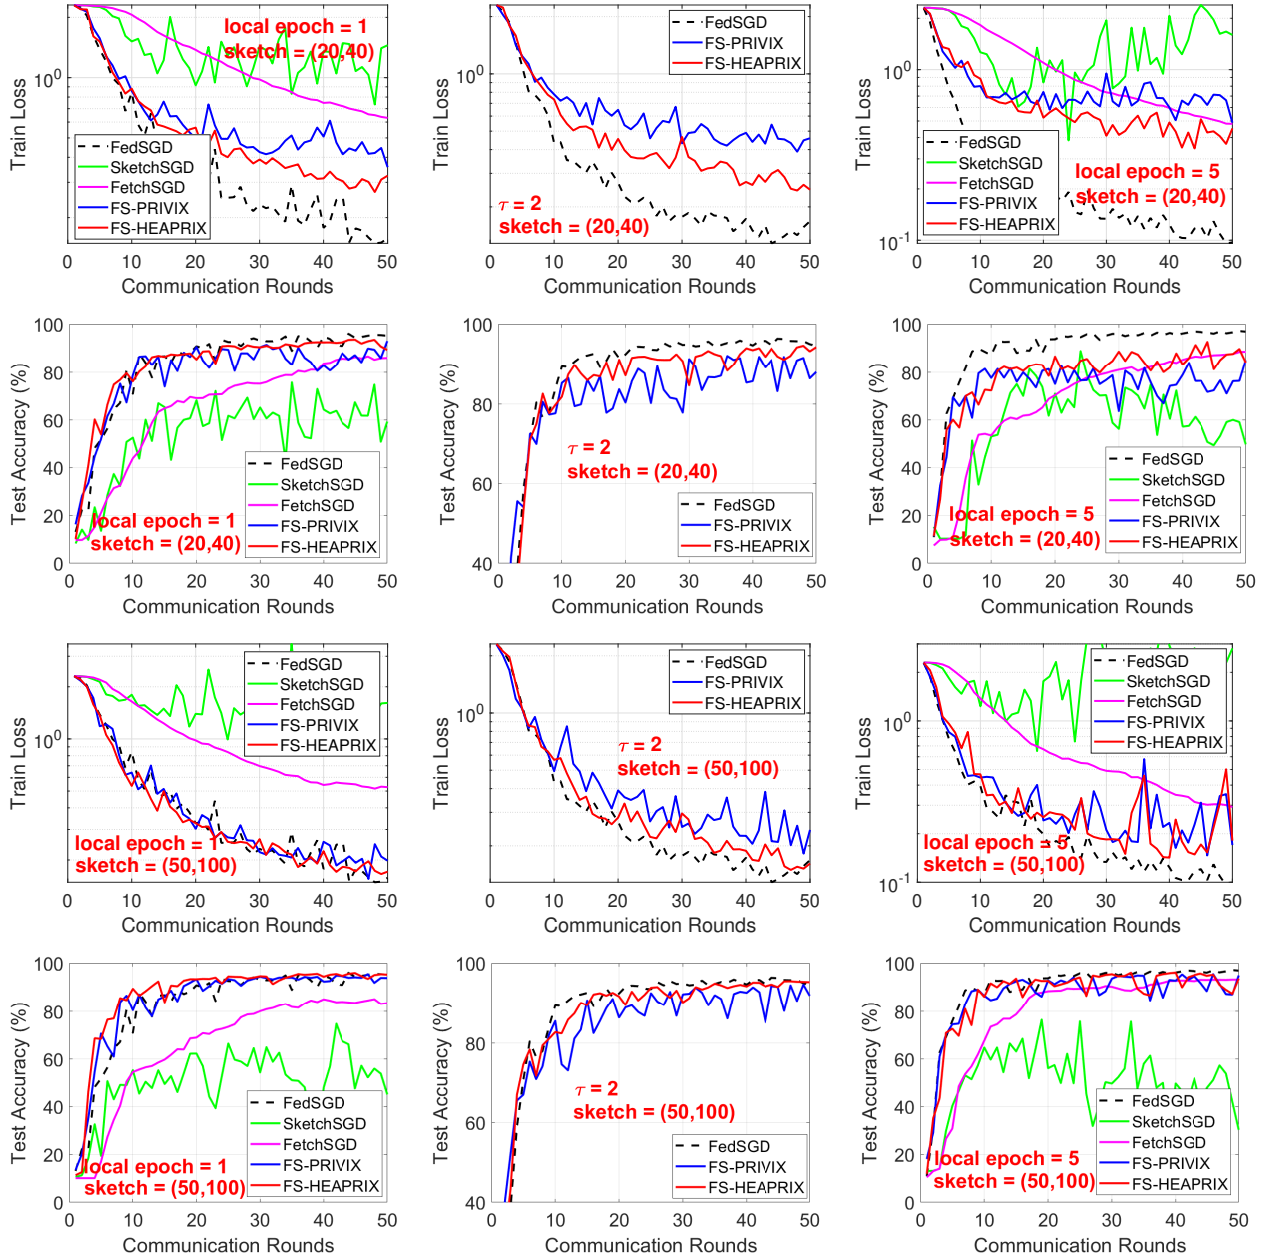 local epoch = 1
sketch = (20,40)
FedSGD
SketchSGD
FetchSGD
FS-PRIVIX
FS-HEAPRIX
Train Loss
10^0
0 10 20 30 40 50
Communication Rounds
FedSGD
FS-PRIVIX
FS-HEAPRIX
τ = 2
sketch = (20,40)
Train Loss
10^0
0 10 20 30 40 50
Communication Rounds
FedSGD
SketchSGD
FetchSGD
FS-PRIVIX
FS-HEAPRIX
local epoch = 5
sketch = (20,40)
Train Loss
10^0
10^-1
0 10 20 30 40 50
Communication Rounds
100
80
60
40
20
0
Test Accuracy (%)
FedSGD
SketchSGD
FetchSGD
FS-PRIVIX
FS-HEAPRIX
local epoch = 1
sketch = (20,40)
0 10 20 30 40 50
Communication Rounds
100
80
60
40
Test Accuracy (%)
τ = 2
sketch = (20,40)
FedSGD
FS-PRIVIX
FS-HEAPRIX
0 10 20 30 40 50
Communication Rounds
100
80
60
40
20
0
Test Accuracy (%)
FedSGD
SketchSGD
FetchSGD
FS-PRIVIX
FS-HEAPRIX
local epoch = 5
sketch = (20,40)
0 10 20 30 40 50
Communication Rounds
FedSGD
SketchSGD
FetchSGD
FS-PRIVIX
FS-HEAPRIX
Train Loss
10^0
local epoch = 1
sketch = (50,100)
0 10 20 30 40 50
Communication Rounds
FedSGD
FS-PRIVIX
FS-HEAPRIX
Train Loss
10^0
τ = 2
sketch = (50,100)
0 10 20 30 40 50
Communication Rounds
FedSGD
SketchSGD
FetchSGD
FS-PRIVIX
FS-HEAPRIX
Train Loss
10^0
10^-1
local epoch = 5
sketch = (50,100)
0 10 20 30 40 50
Communication Rounds
100
80
60
40
20
0
Test Accuracy (%)
FedSGD
SketchSGD
FetchSGD
FS-PRIVIX
FS-HEAPRIX
local epoch = 1
sketch = (50,100)
0 10 20 30 40 50
Communication Rounds
100
80
60
40
Test Accuracy (%)
τ = 2
sketch = (50,100)
FedSGD
FS-PRIVIX
FS-HEAPRIX
0 10 20 30 40 50
Communication Rounds
100
80
60
40
20
0
Test Accuracy (%)
FedSGD
SketchSGD
FetchSGD
FS-PRIVIX
FS-HEAPRIX
local epoch = 5
sketch = (50,100)
0 10 20 30 40 50
Communication Rounds